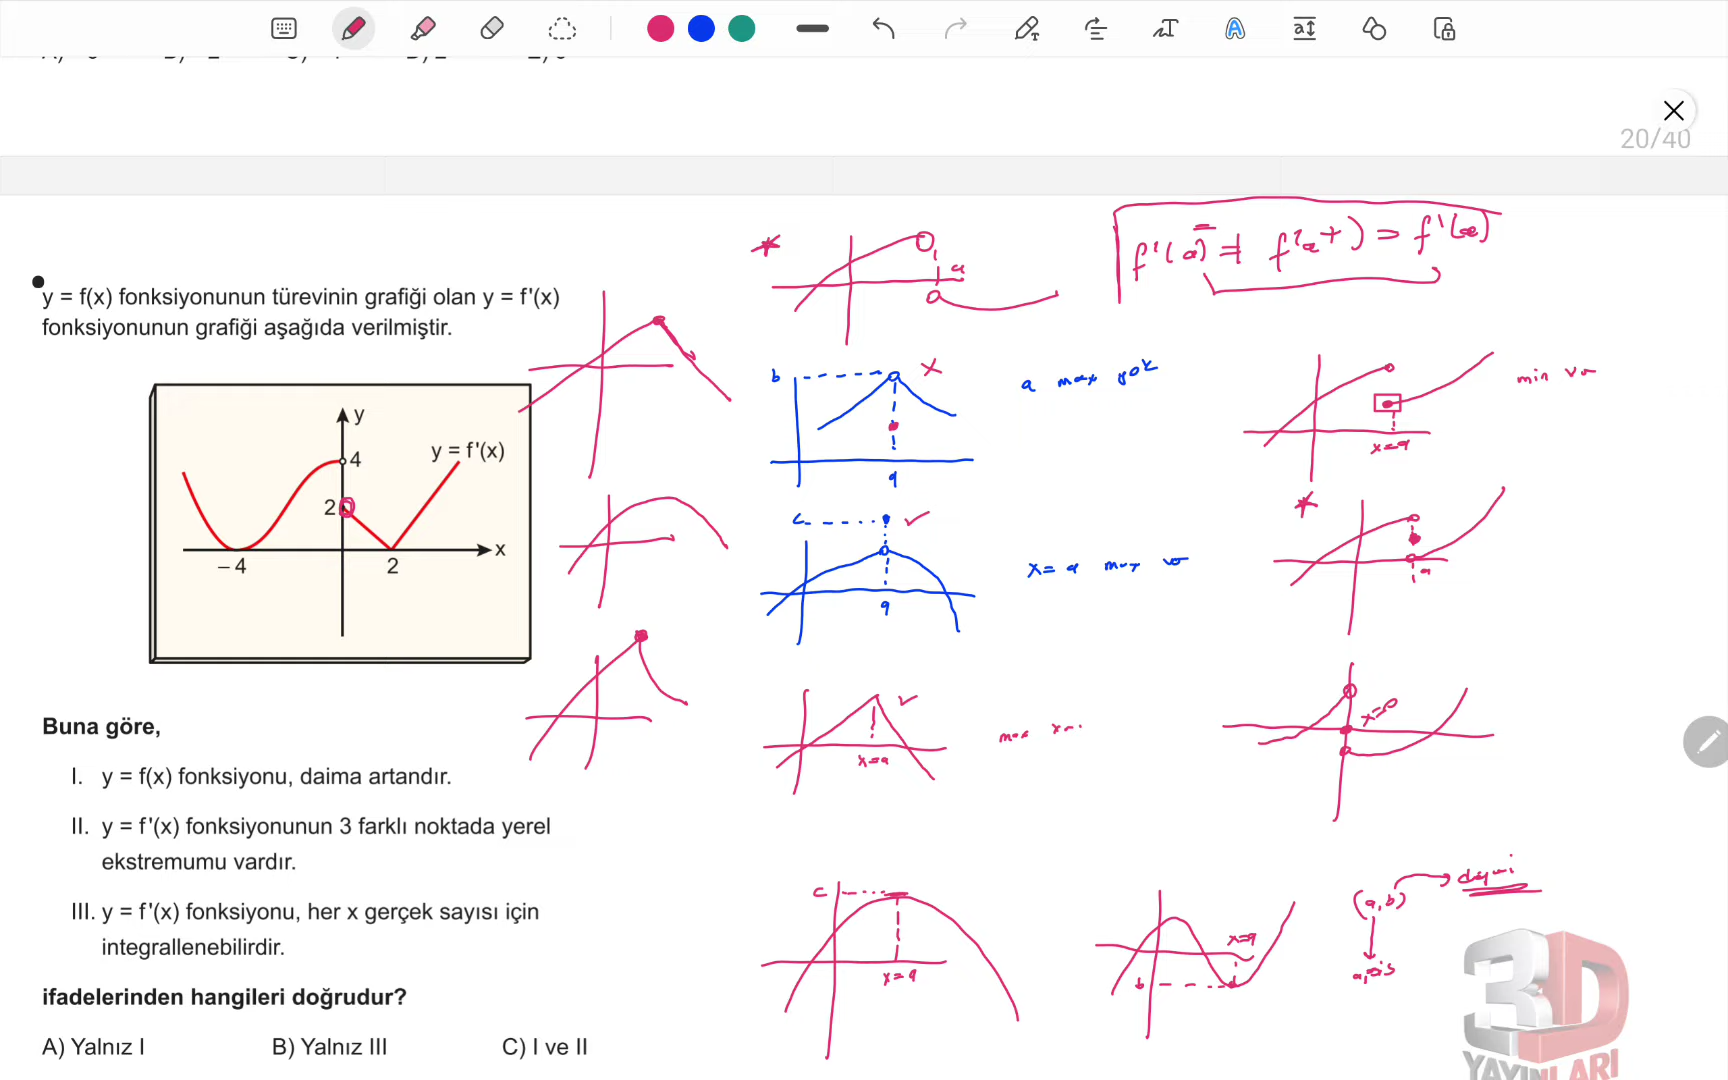 20/40
y = f(x) fonksiyonunun türevinin grafiği olan y = f'(x)
fonksiyonunun grafiği aşağıda verilmiştir.
y
4
y = f'(x)
2
x
– 4
2
Buna göre,
I. y = f(x) fonksiyonu, daima artandır.
II. y = f'(x) fonksiyonunun 3 farklı noktada yerel
ekstremumu vardır.
III. y = f'(x) fonksiyonu, her x gerçek sayısı için
integrallenebilirdir.
ifadelerinden hangileri doğrudur?
A) Yalnız I B) Yalnız III C) I ve II
a
b
a max yok
a
min var
x=a
c
x = a max var
a
a
x=a
x=0
c
x=a
x=a
b
(a,b)
3D
YAYINLARI